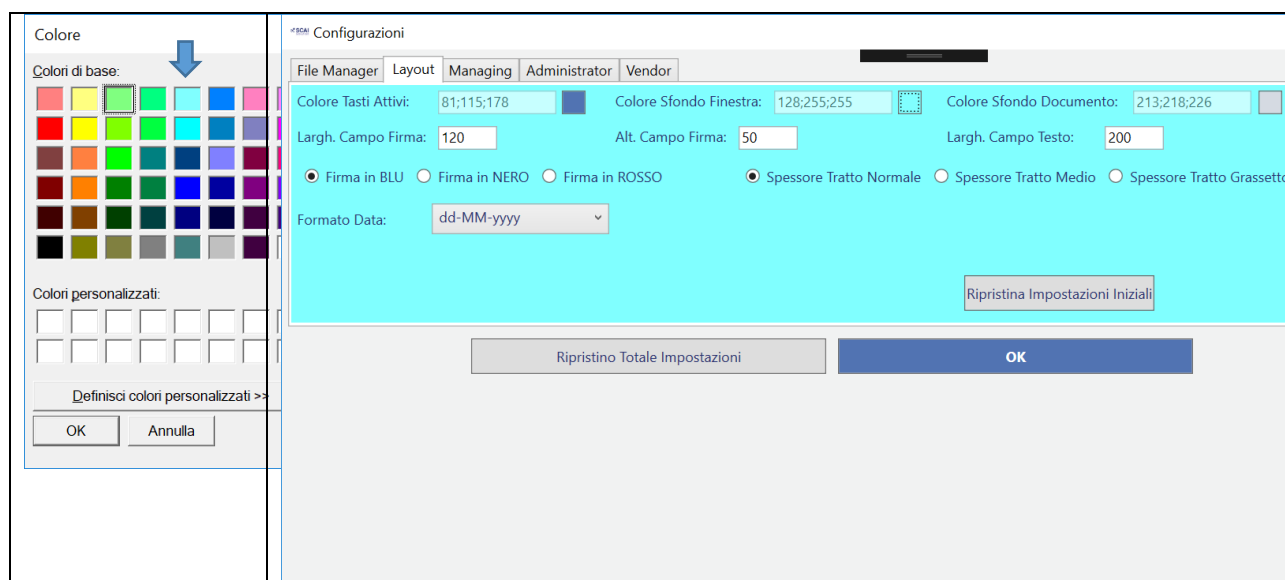 Colore
Colori di base:
Colori personalizzati:
Definisci colori personalizzati >>
OK Annulla
SCAI Configurazioni
File Manager Layout Managing Administrator Vendor
Colore Tasti Attivi: 81;115;178 Colore Sfondo Finestra: 128;255;255 Colore Sfondo Documento: 213;218;226
Largh. Campo Firma: 120 Alt. Campo Firma: 50 Largh. Campo Testo: 200
Firma in BLU Firma in NERO Firma in ROSSO Spessore Tratto Normale Spessore Tratto Medio Spessore Tratto Grassetto
Formato Data: dd-MM-yyyy
Ripristina Impostazioni Iniziali
Ripristino Totale Impostazioni OK